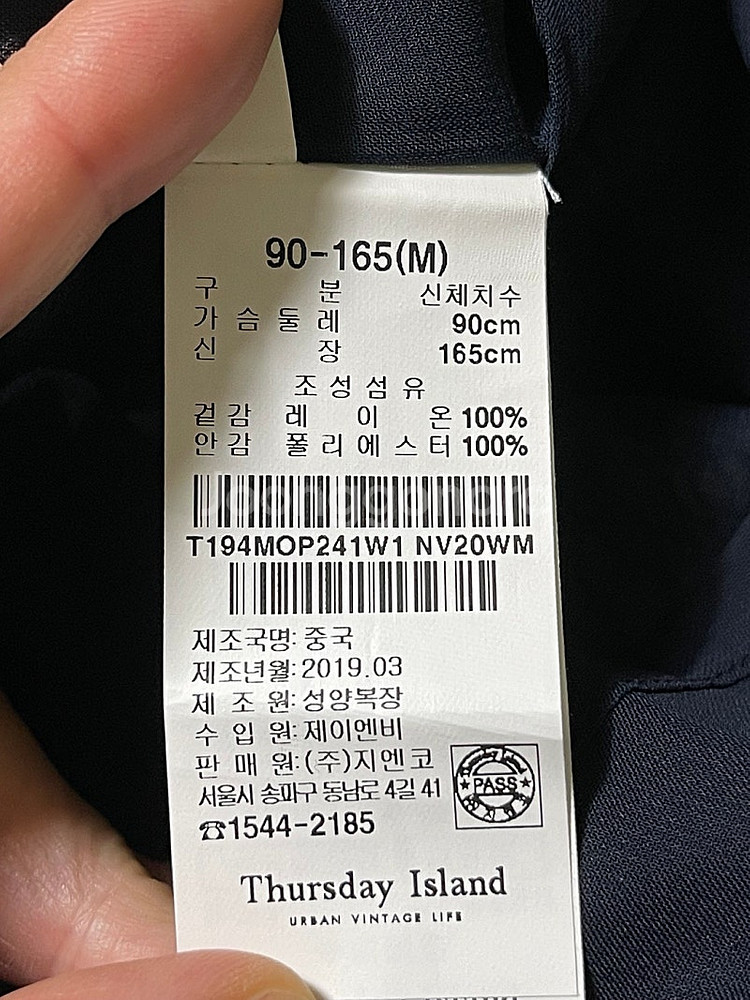 90-165(M)
구 분 신체치수
가슴둘레 90cm
신 장 165cm
조성섬유
겉감 레 이 온 100%
안감 폴리에스터 100%
T194MOP241W1 NV20WM
제조국명: 중국
제조년월: 2019.03
제 조 원: 성양복장
수 입 원: 제이엔비
판 매 원: (주)지엔코
서울시 송파구 동남로 4길 41
☎1544-2185
PASS
Thursday Island
URBAN VINTAGE LIFE